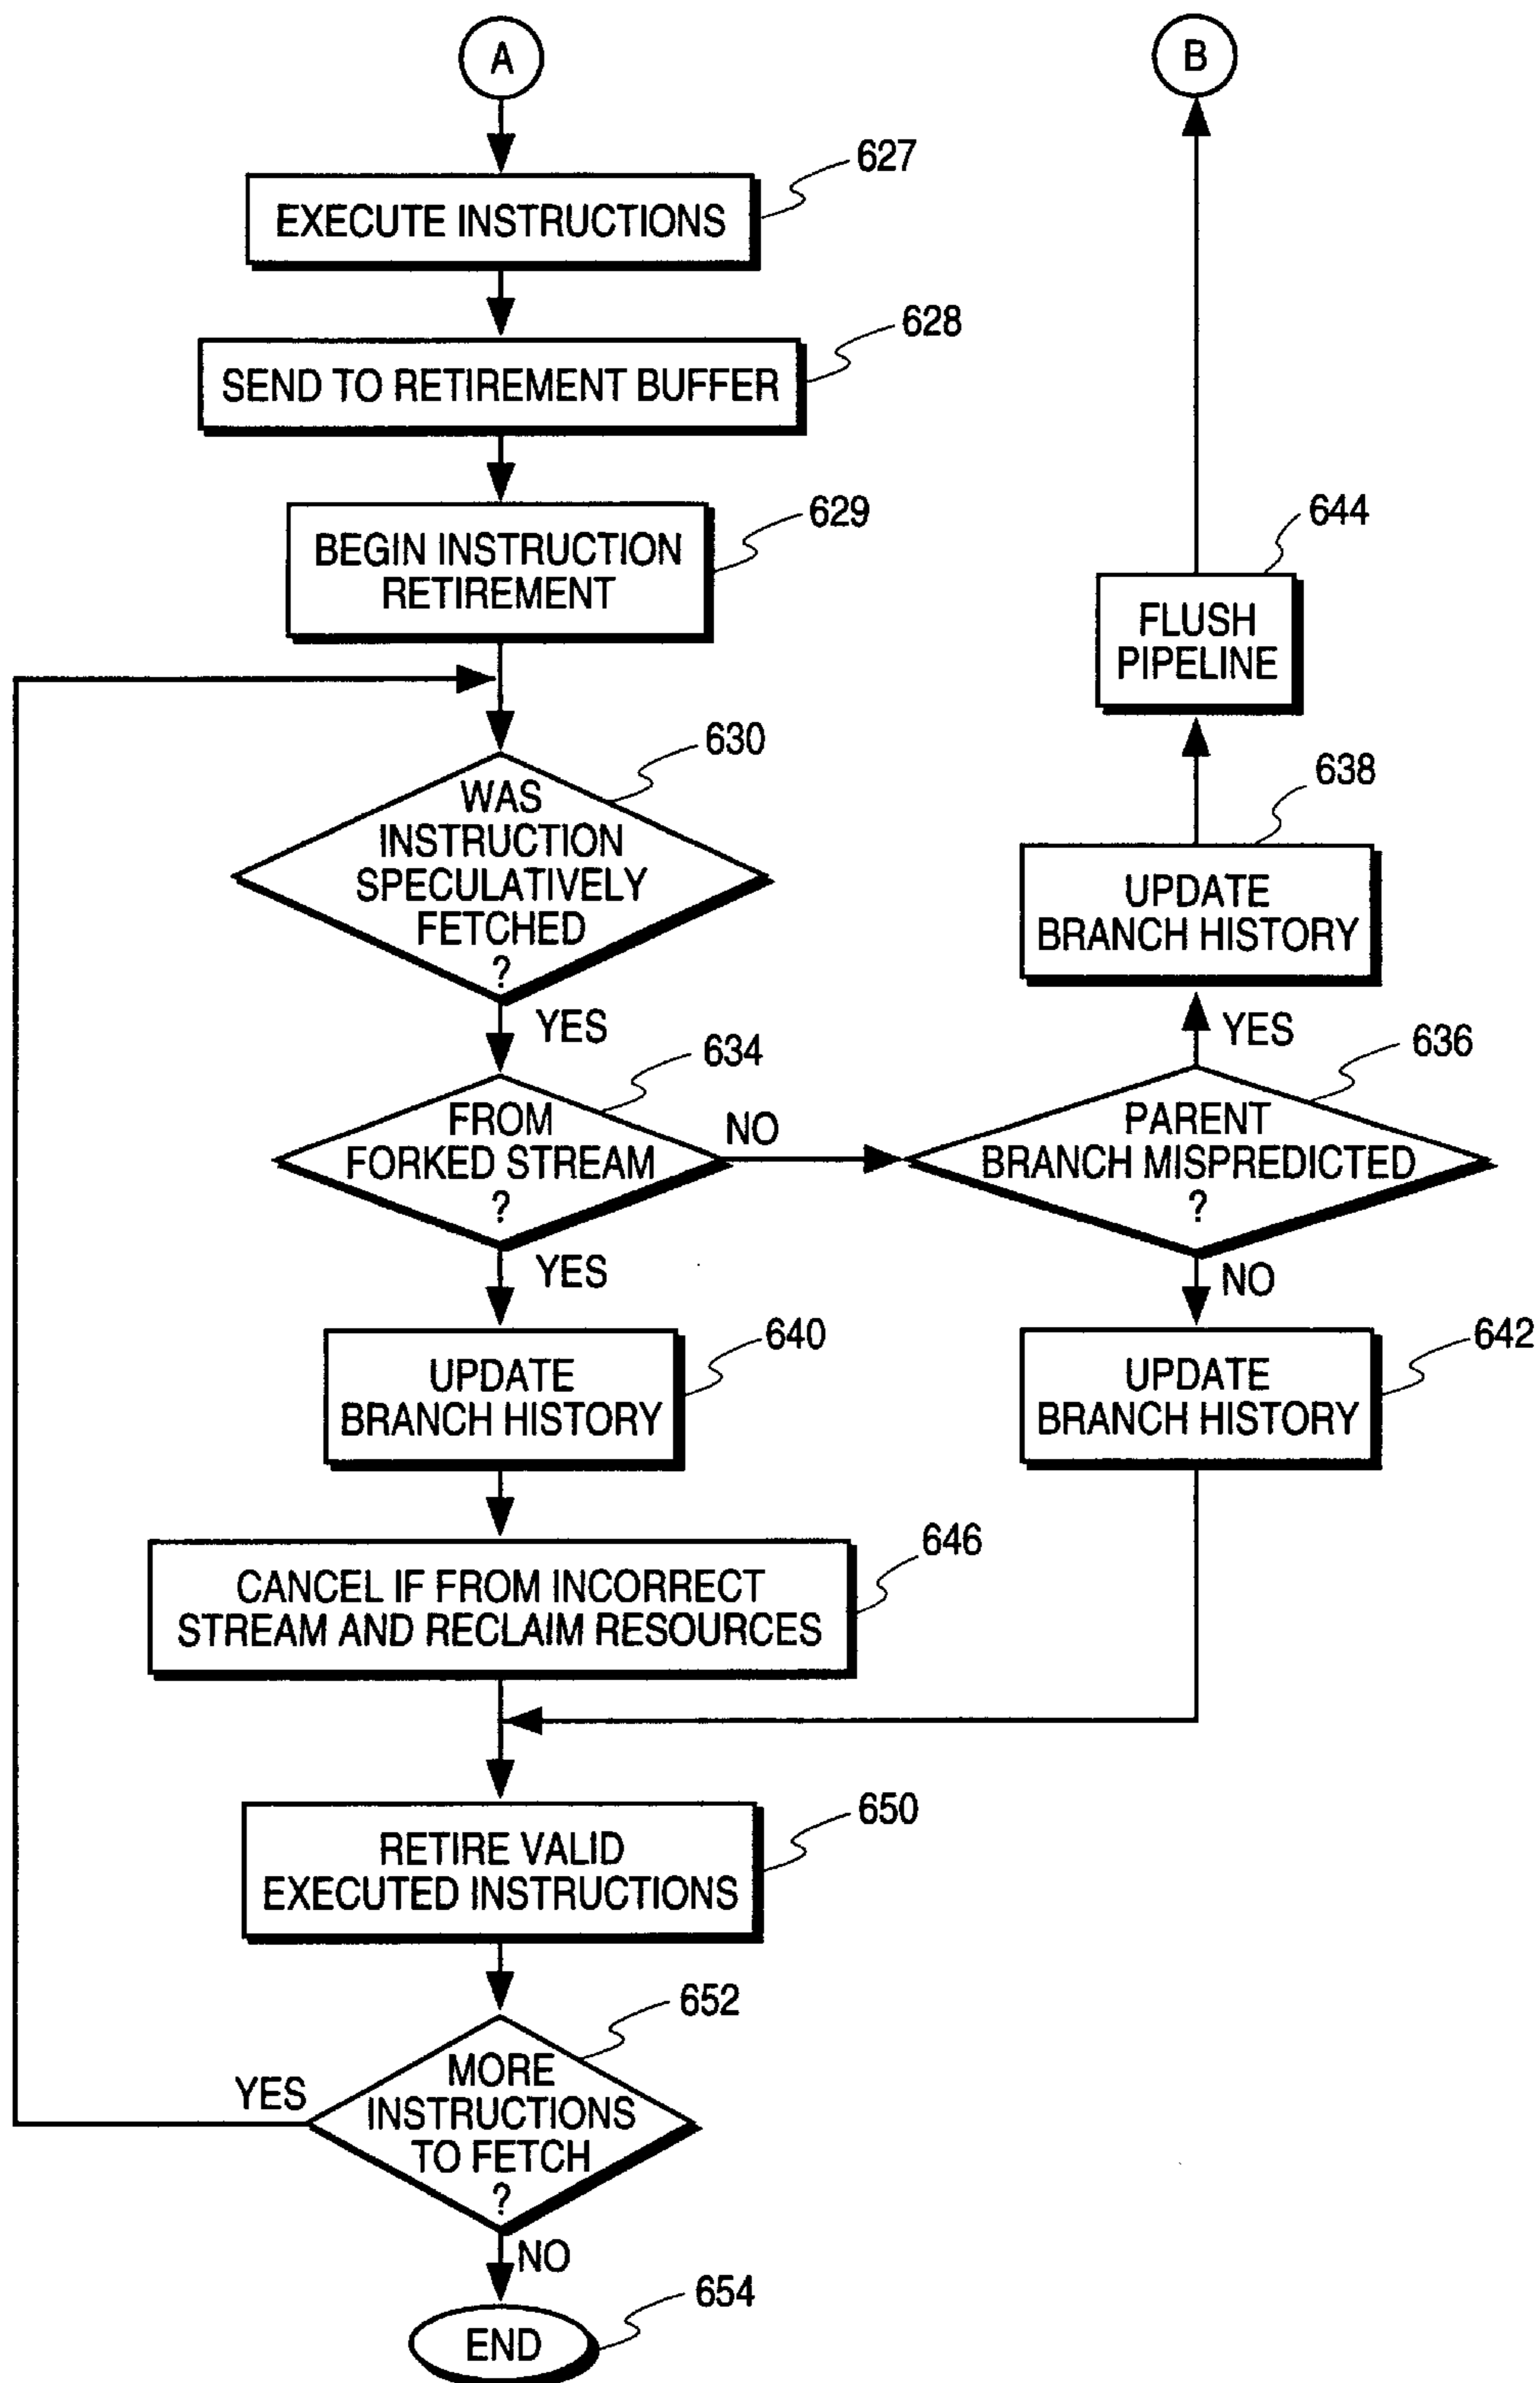 A
B
627
EXECUTE INSTRUCTIONS
628
SEND TO RETIREMENT BUFFER
629
BEGIN INSTRUCTION
RETIREMENT
644
FLUSH
PIPELINE
630
WAS
INSTRUCTION
SPECULATIVELY
FETCHED
?
YES
638
UPDATE
BRANCH HISTORY
YES
634
FROM
FORKED STREAM
?
NO
636
PARENT
BRANCH MISPREDICTED
?
YES
NO
640
UPDATE
BRANCH HISTORY
642
UPDATE
BRANCH HISTORY
646
CANCEL IF FROM INCORRECT
STREAM AND RECLAIM RESOURCES
650
RETIRE VALID
EXECUTED INSTRUCTIONS
652
MORE
INSTRUCTIONS
TO FETCH
?
YES
NO
654
END